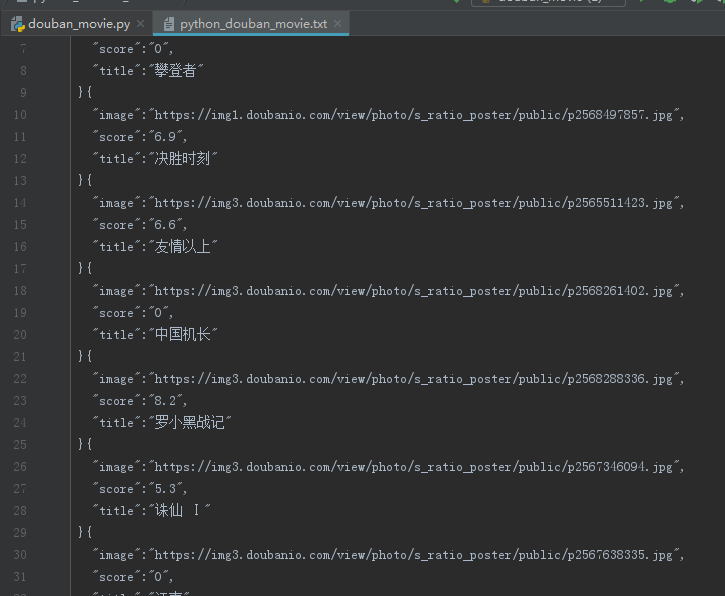 douban_movie.py
python_douban_movie.txt
7 "score":"0",
8 "title":"攀登者"
9 }{
10 "image":"https://img1.doubanio.com/view/photo/s_ratio_poster/public/p2568497857.jpg",
11 "score":"6.9",
12 "title":"决胜时刻"
13 }{
14 "image":"https://img3.doubanio.com/view/photo/s_ratio_poster/public/p2565511423.jpg",
15 "score":"6.6",
16 "title":"友情以上"
17 }{
18 "image":"https://img3.doubanio.com/view/photo/s_ratio_poster/public/p2568261402.jpg",
19 "score":"0",
20 "title":"中国机长"
21 }{
22 "image":"https://img3.doubanio.com/view/photo/s_ratio_poster/public/p2568288336.jpg",
23 "score":"8.2",
24 "title":"罗小黑战记"
25 }{
26 "image":"https://img3.doubanio.com/view/photo/s_ratio_poster/public/p2567346094.jpg",
27 "score":"5.3",
28 "title":"诛仙 Ⅰ"
29 }{
30 "image":"https://img3.doubanio.com/view/photo/s_ratio_poster/public/p2567638335.jpg",
31 "score":"0",